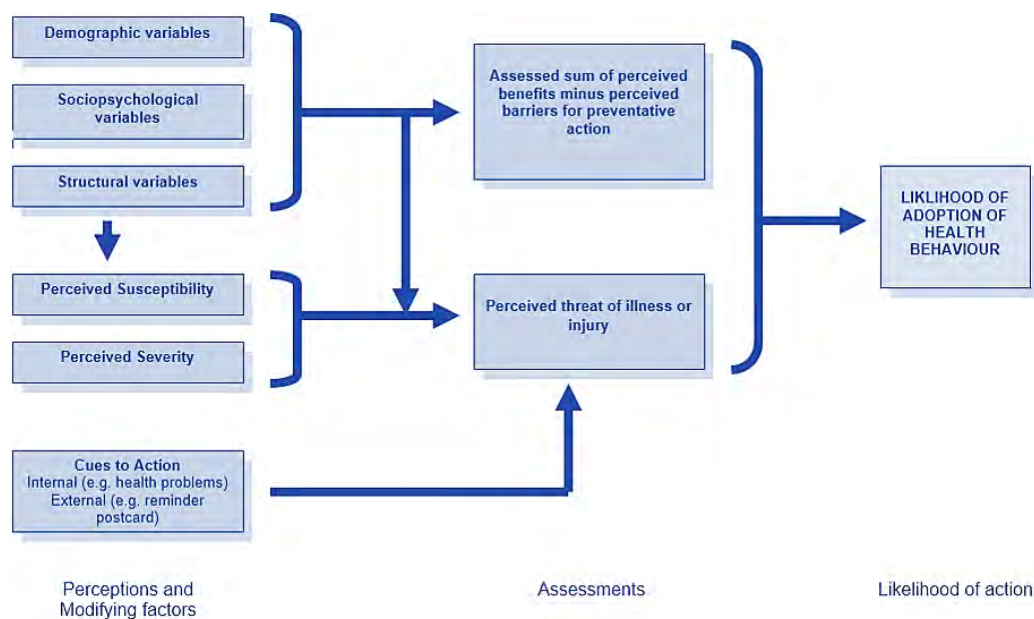 Demographic variables
Sociopsychological
variables
Structural variables
Perceived Susceptibility
Perceived Severity
Cues to Action
Internal (e.g. health problems)
External (e.g. reminder
postcard)
Perceptions and
Modifying factors
Assessed sum of perceived
benefits minus perceived
barriers for preventative
action
Perceived threat of illness or
injury
Assessments
LIKLIHOOD OF
ADOPTION OF
HEALTH
BEHAVIOUR
Likelihood of action